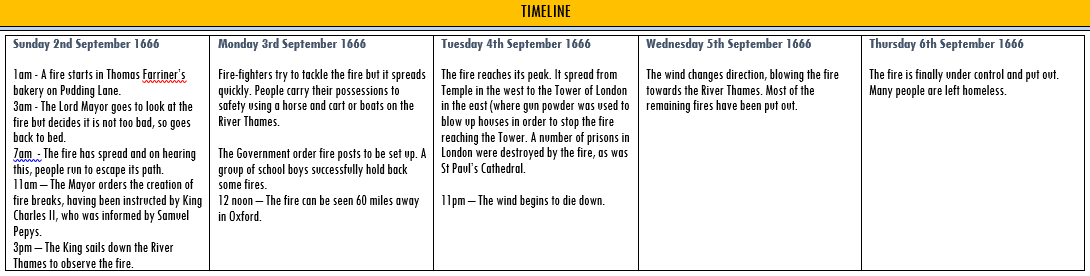 TIMELINE
Sunday 2nd September 1666
1am - A fire starts in Thomas Farriner's
bakery on Pudding Lane.
3am - The Lord Mayor goes to look at the
fire but decides it is not too bad, so goes
back to bed.
7am - The fire has spread and on hearing
this, people run to escape its path.
11am – The Mayor orders the creation of
fire breaks, having been instructed by King
Charles II, who was informed by Samuel
Pepys.
3pm – The King sails down the River
Thames to observe the fire.
Monday 3rd September 1666
Fire-fighters try to tackle the fire but it spreads
quickly. People carry their possessions to
safety using a horse and cart or boats on the
River Thames.
The Government order fire posts to be set up. A
group of school boys successfully hold back
some fires.
12 noon – The fire can be seen 60 miles away
in Oxford.
Tuesday 4th September 1666
The fire reaches its peak. It spread from
Temple in the west to the Tower of London
in the east (where gun powder was used to
blow up houses in order to stop the fire
reaching the Tower. A number of prisons in
London were destroyed by the fire, as was
St Paul's Cathedral.
11pm – The wind begins to die down.
Wednesday 5th September 1666
The wind changes direction, blowing the fire
towards the River Thames. Most of the
remaining fires have been put out.
Thursday 6th September 1666
The fire is finally under control and put out.
Many people are left homeless.